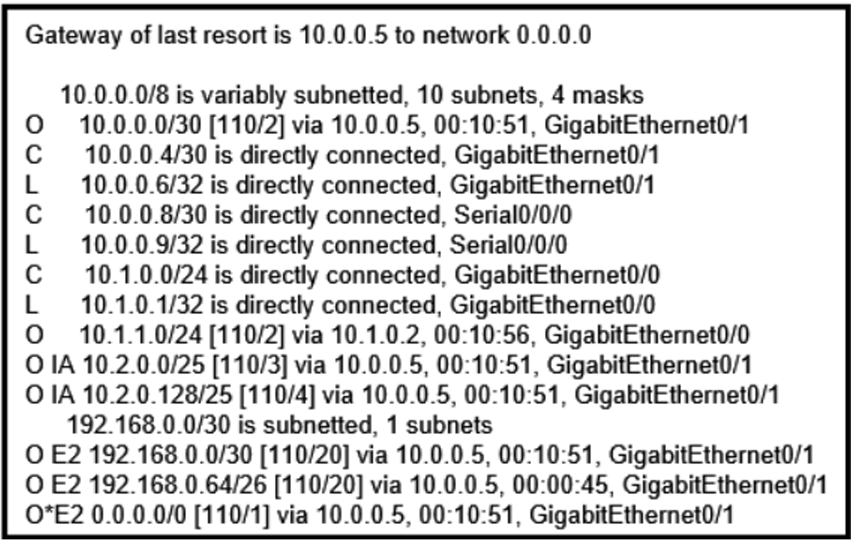 Gateway of last resort is 10.0.0.5 to network 0.0.0.0
10.0.0.0/8 is variably subnetted, 10 subnets, 4 masks
O 10.0.0.0/30 [110/2] via 10.0.0.5, 00:10:51, GigabitEthernet0/1
C 10.0.0.4/30 is directly connected, GigabitEthernet0/1
L 10.0.0.6/32 is directly connected, GigabitEthernet0/1
C 10.0.0.8/30 is directly connected, Serial0/0/0
L 10.0.0.9/32 is directly connected, Serial0/0/0
C 10.1.0.0/24 is directly connected, GigabitEthernet0/0
L 10.1.0.1/32 is directly connected, GigabitEthernet0/0
O 10.1.1.0/24 [110/2] via 10.1.0.2, 00:10:56, GigabitEthernet0/0
O IA 10.2.0.0/25 [110/3] via 10.0.0.5, 00:10:51, GigabitEthernet0/1
O IA 10.2.0.128/25 [110/4] via 10.0.0.5, 00:10:51, GigabitEthernet0/1
192.168.0.0/30 is subnetted, 1 subnets
O E2 192.168.0.0/30 [110/20] via 10.0.0.5, 00:10:51, GigabitEthernet0/1
O E2 192.168.0.64/26 [110/20] via 10.0.0.5, 00:00:45, GigabitEthernet0/1
O*E2 0.0.0.0/0 [110/1] via 10.0.0.5, 00:10:51, GigabitEthernet0/1